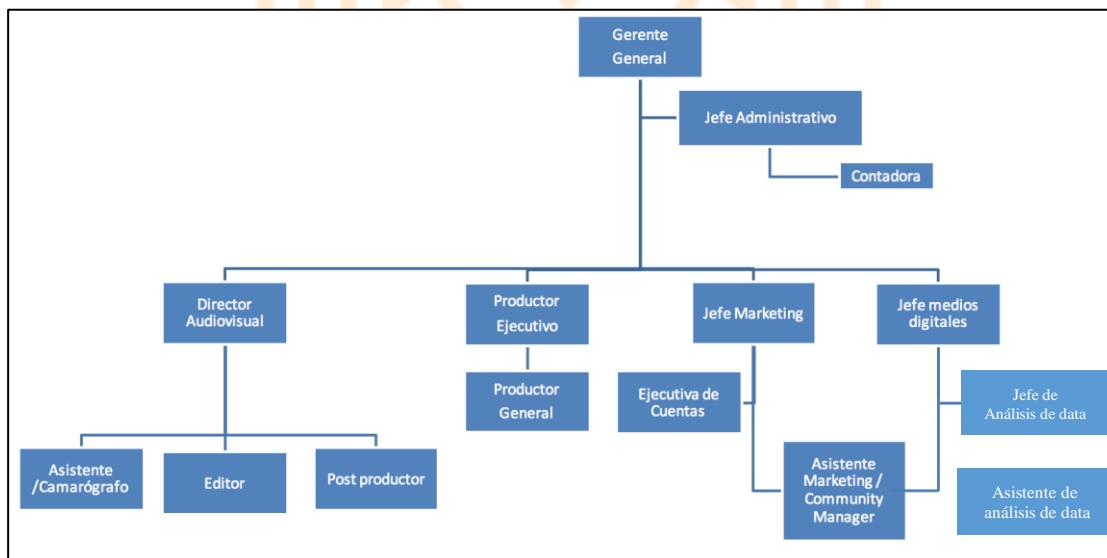 Gerente
General
Jefe Administrativo
Contadora
Director
Audiovisual
Productor
Ejecutivo
Jefe Marketing
Jefe medios
digitales
Productor
General
Ejecutiva de
Cuentas
Jefe de
Análisis de data
Asistente
/Camarógrafo
Editor
Post productor
Asistente
Marketing /
Community
Manager
Asistente de
análisis de data